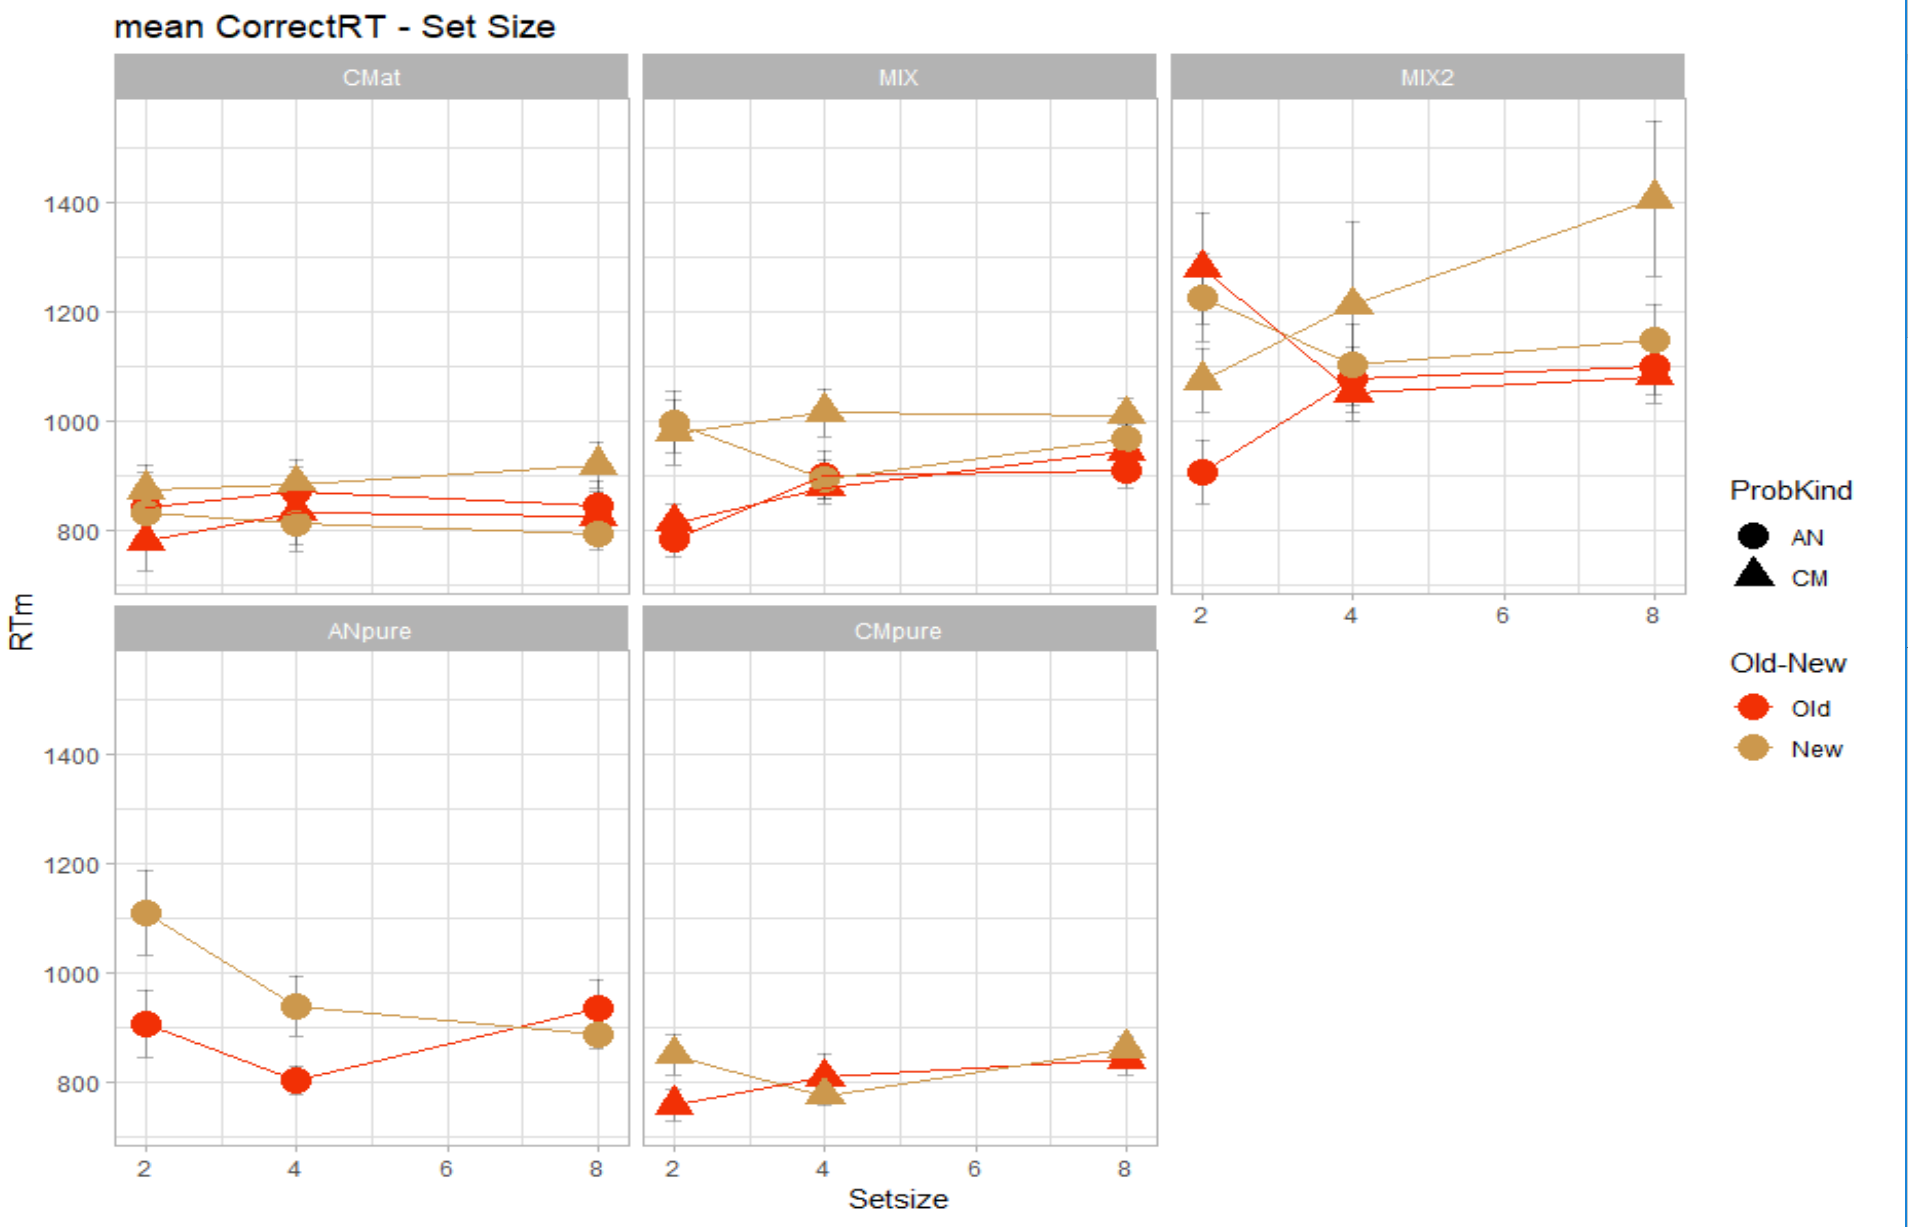 mean CorrectRT - Set Size
CMat MIX MIX2
1400
1200
1000
800
2 4 6 8
ANpure CMpure
1400
1200
1000
800
2 4 6 8 2 4 6 8
RTm
Setsize
ProbKind
AN
CM
Old-New
Old
New